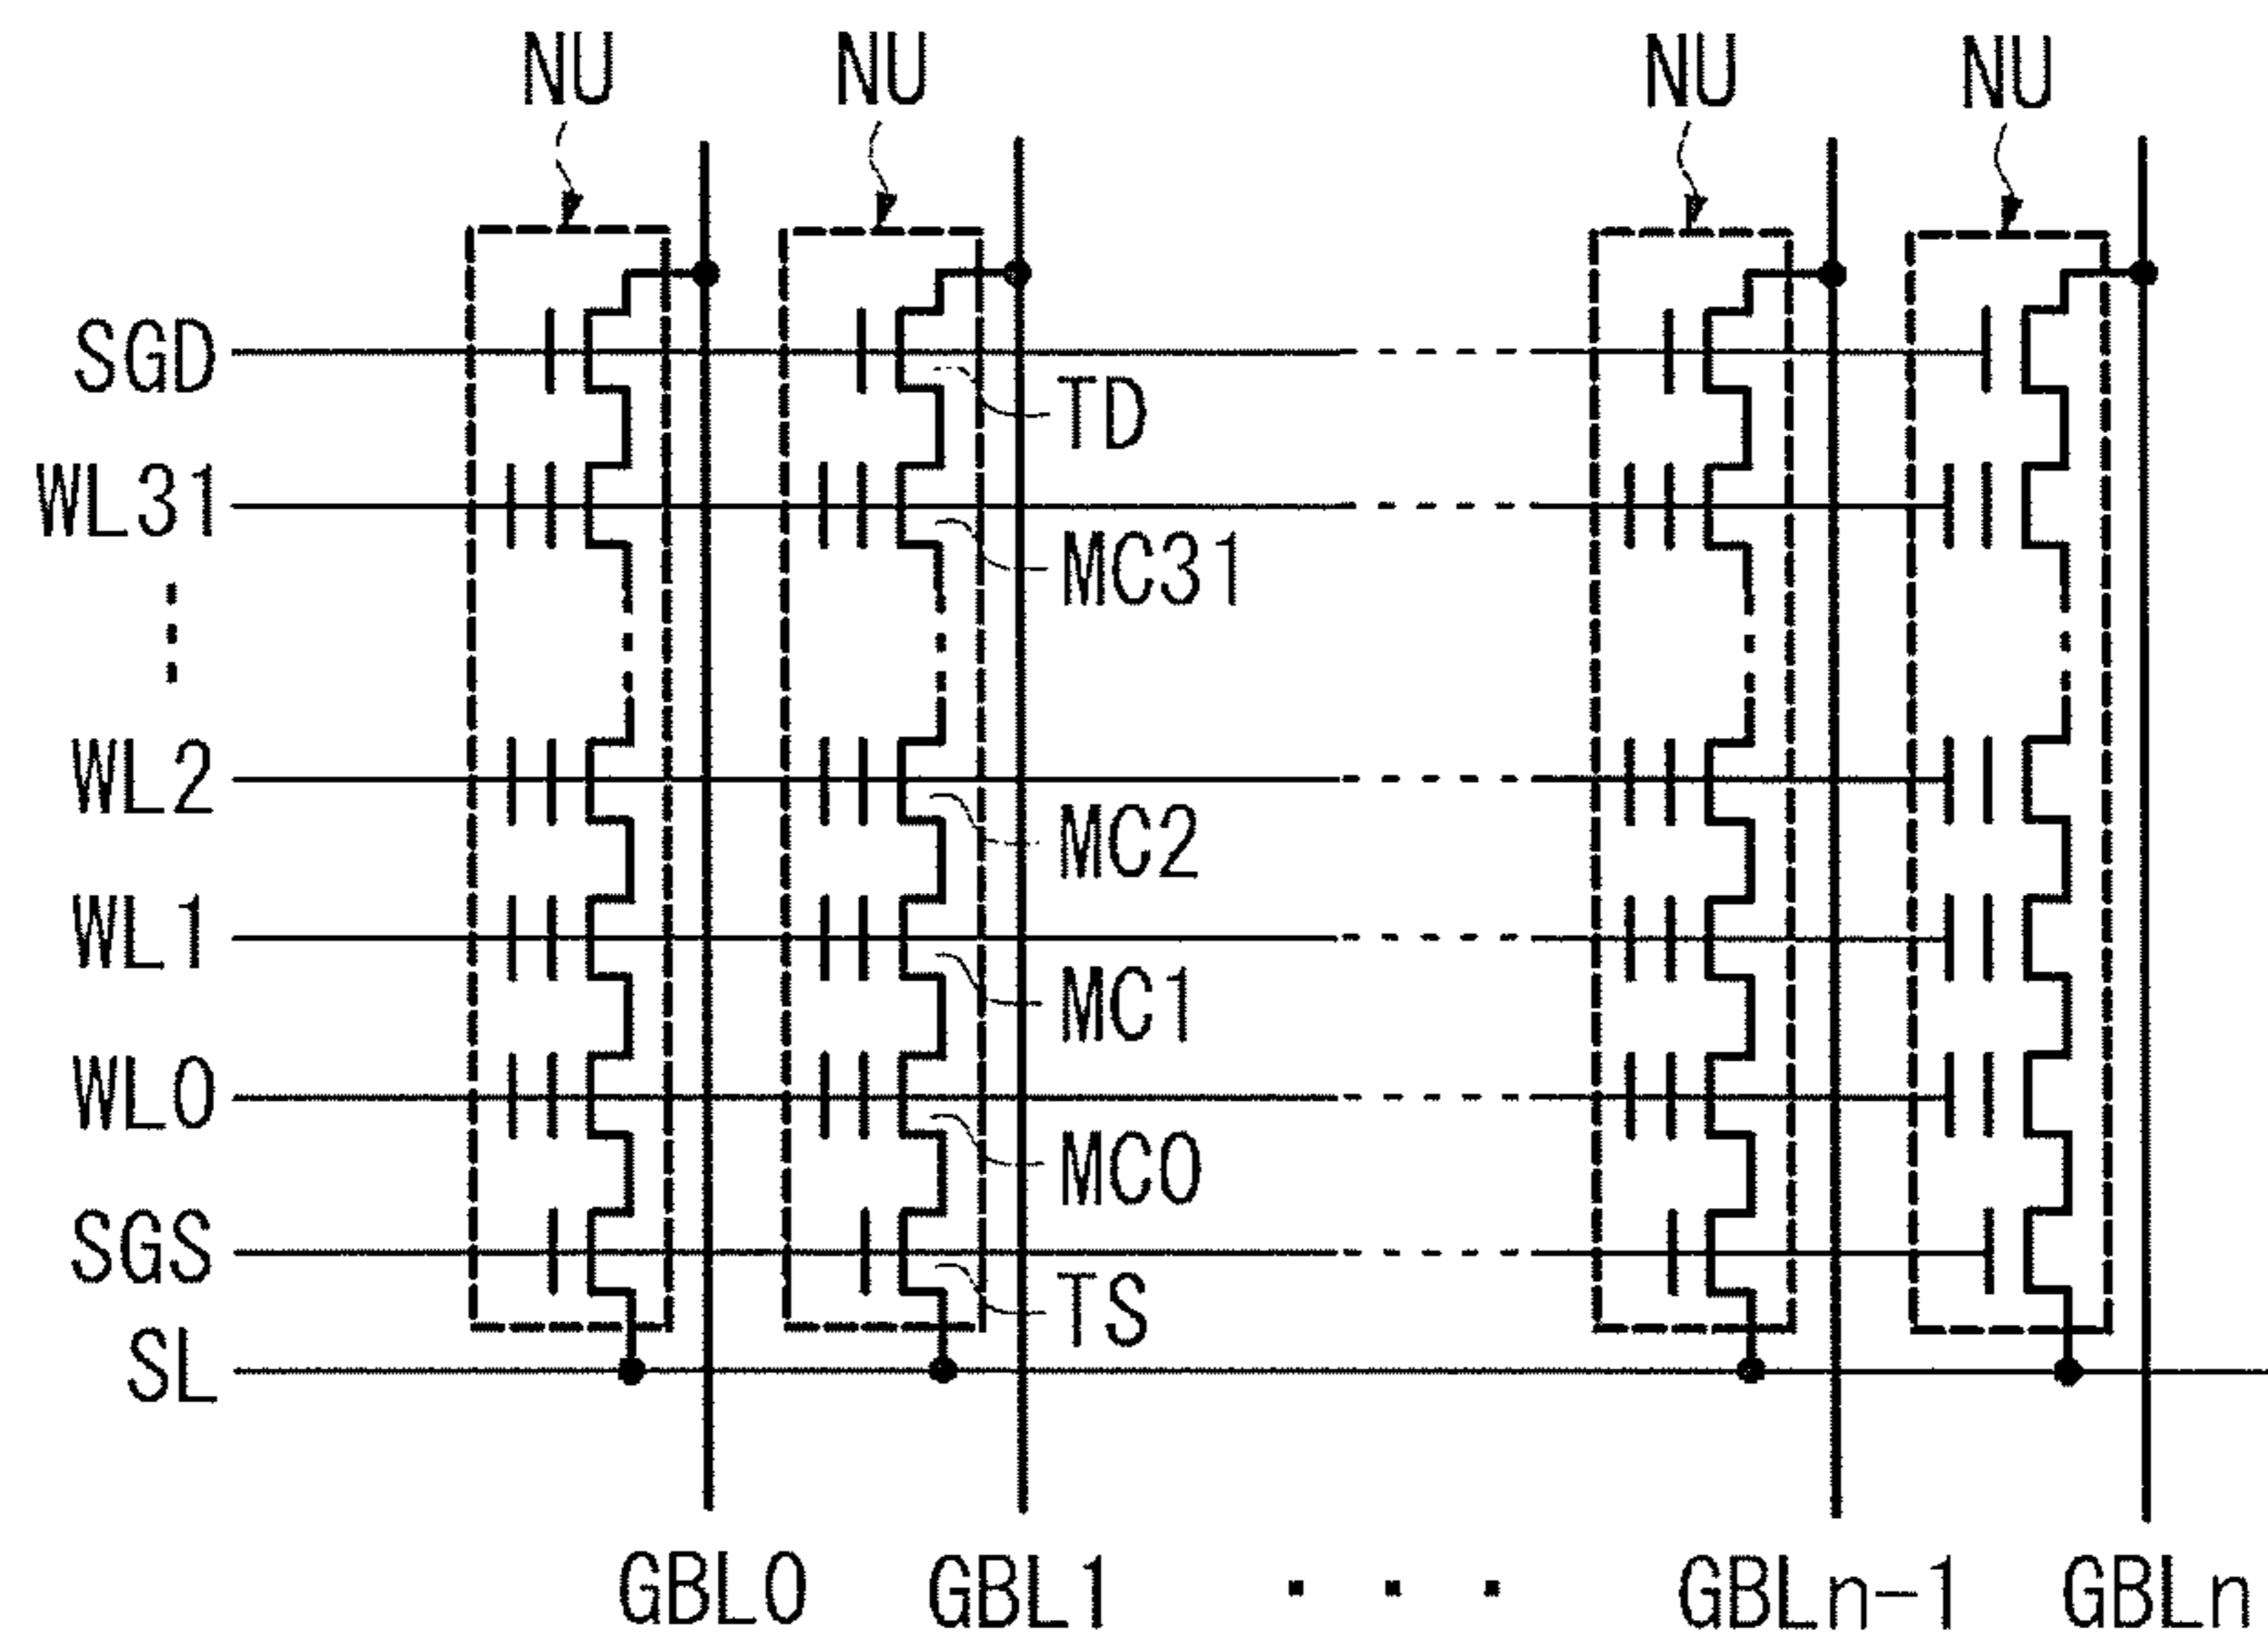 NU NU NU NU
SGD
TD
WL31
MC31
WL2
MC2
WL1
MC1
WL0
MC0
SGS
TS
SL
GBL0 GBL1 . . . GBLn-1 GBLn